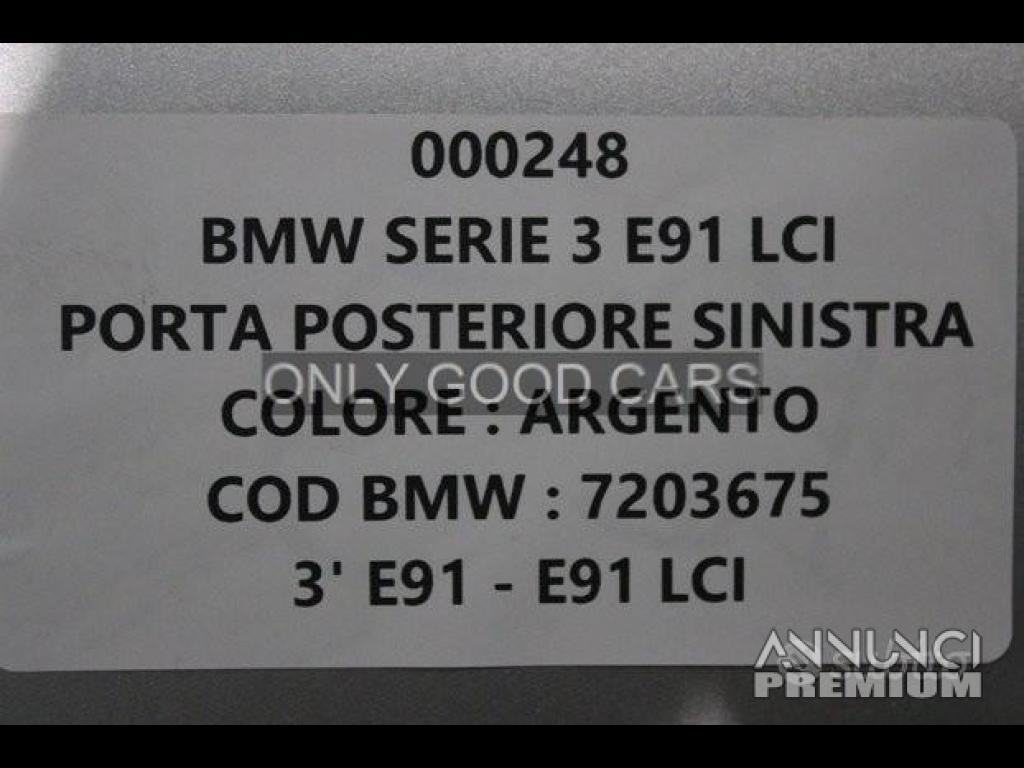 000248
BMW SERIE 3 E91 LCI
PORTA POSTERIORE SINISTRA
ONLY GOOD CARS
COLORE : ARGENTO
COD BMW : 7203675
3' E91 - E91 LCI
ANNUNCI
PREMIUM